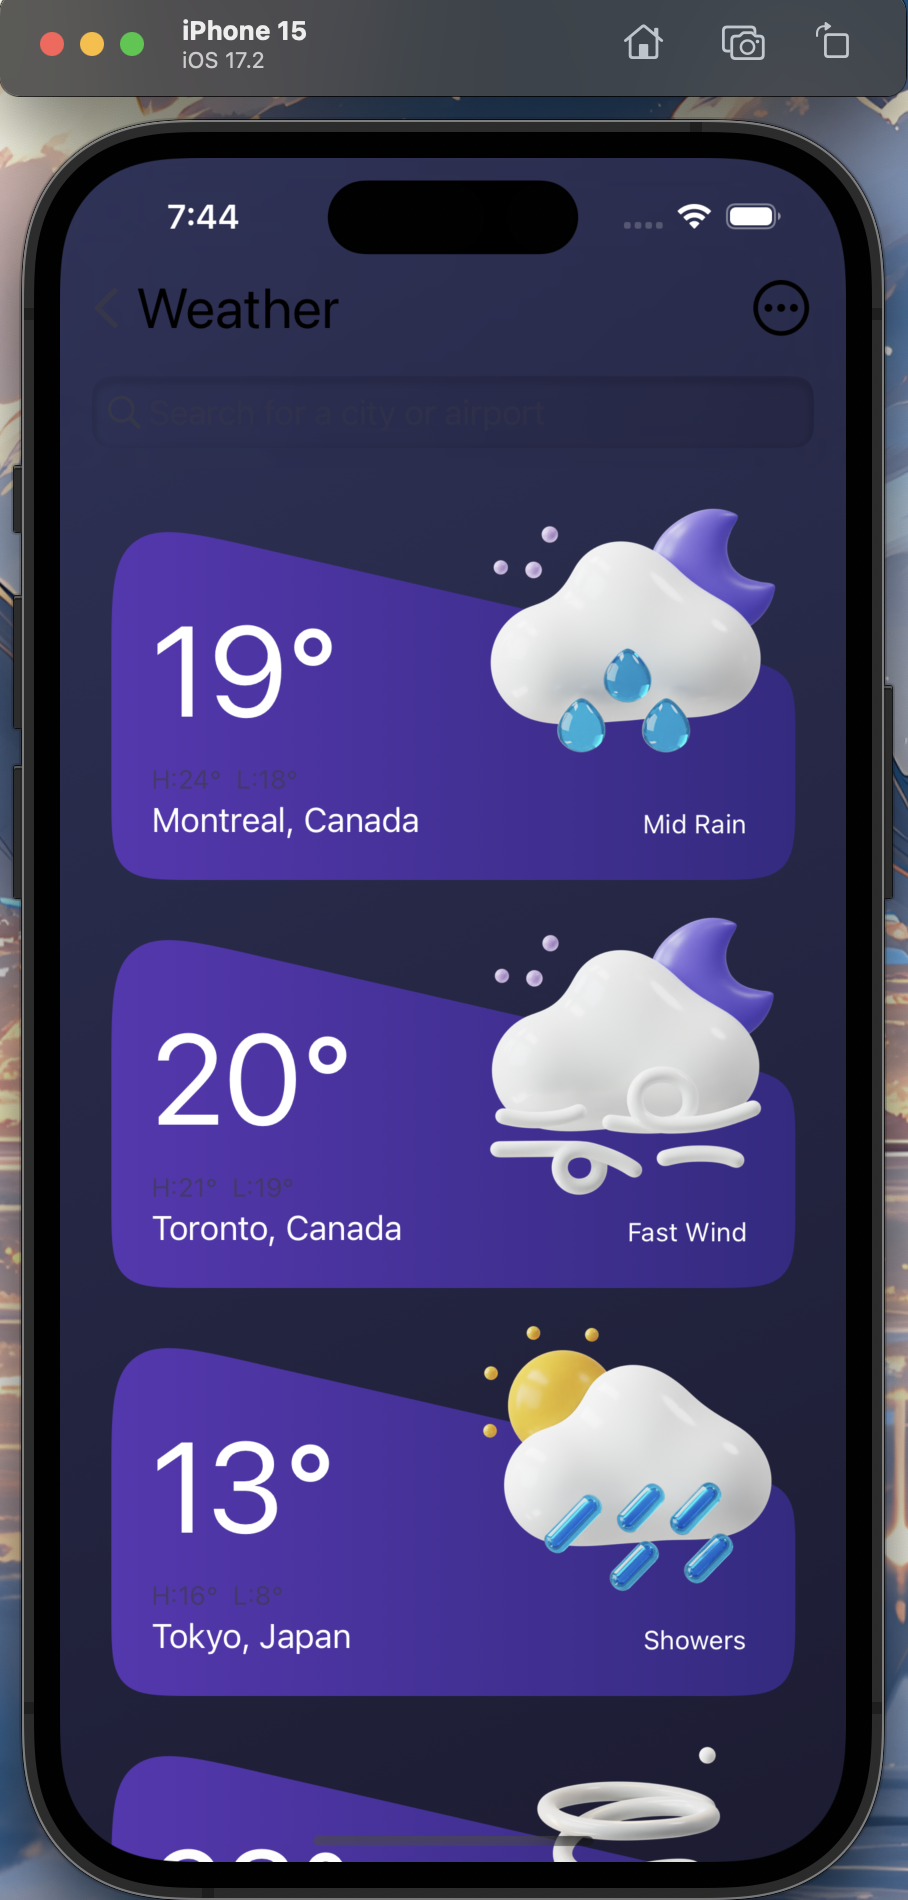 iPhone 15
iOS 17.2
7:44
Weather
Search for a city or airport
19°
H:24° L:18°
Montreal, Canada
Mid Rain
20°
H:21° L:19°
Toronto, Canada
Fast Wind
13°
H:16° L:8°
Tokyo, Japan
Showers